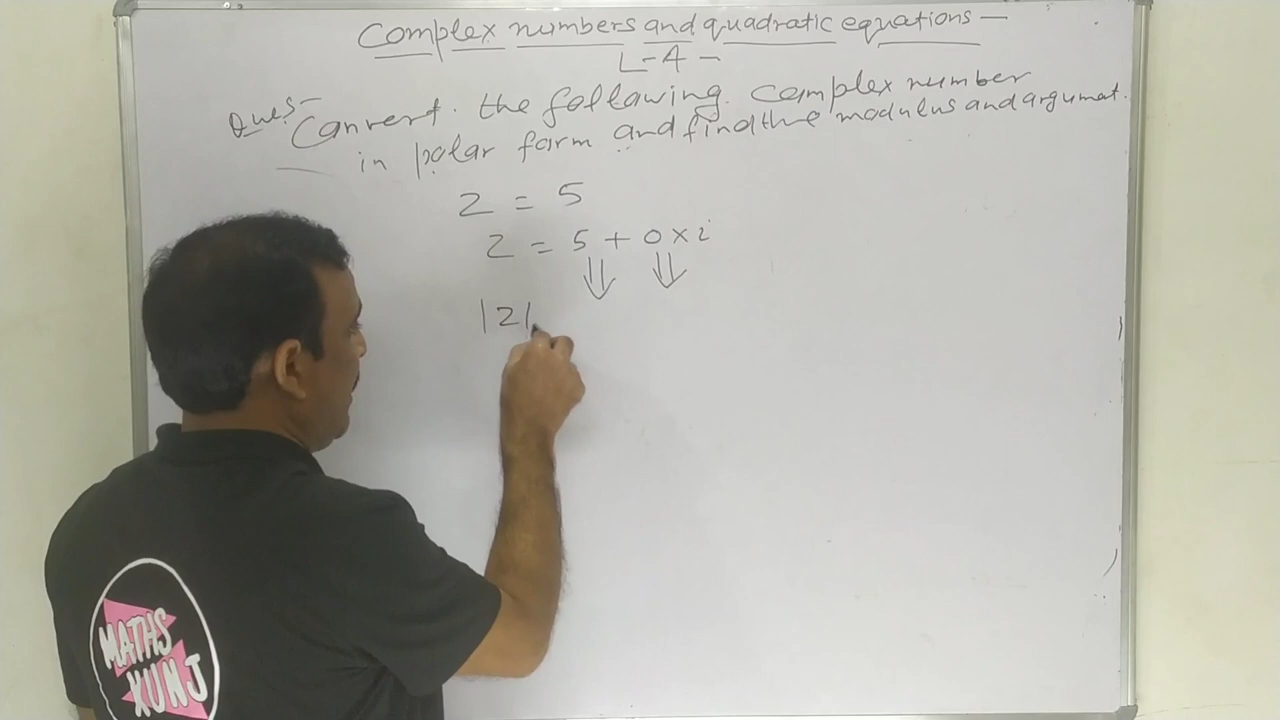 Complex numbers and quadratic equations —
L-4 -
Ques- Convert. the following. complex number
in polar form and find the modulus and argumat.
Z = 5
Z = 5 + 0 x i
⇓ ⇓
|Z|
MATHS
KUNJ